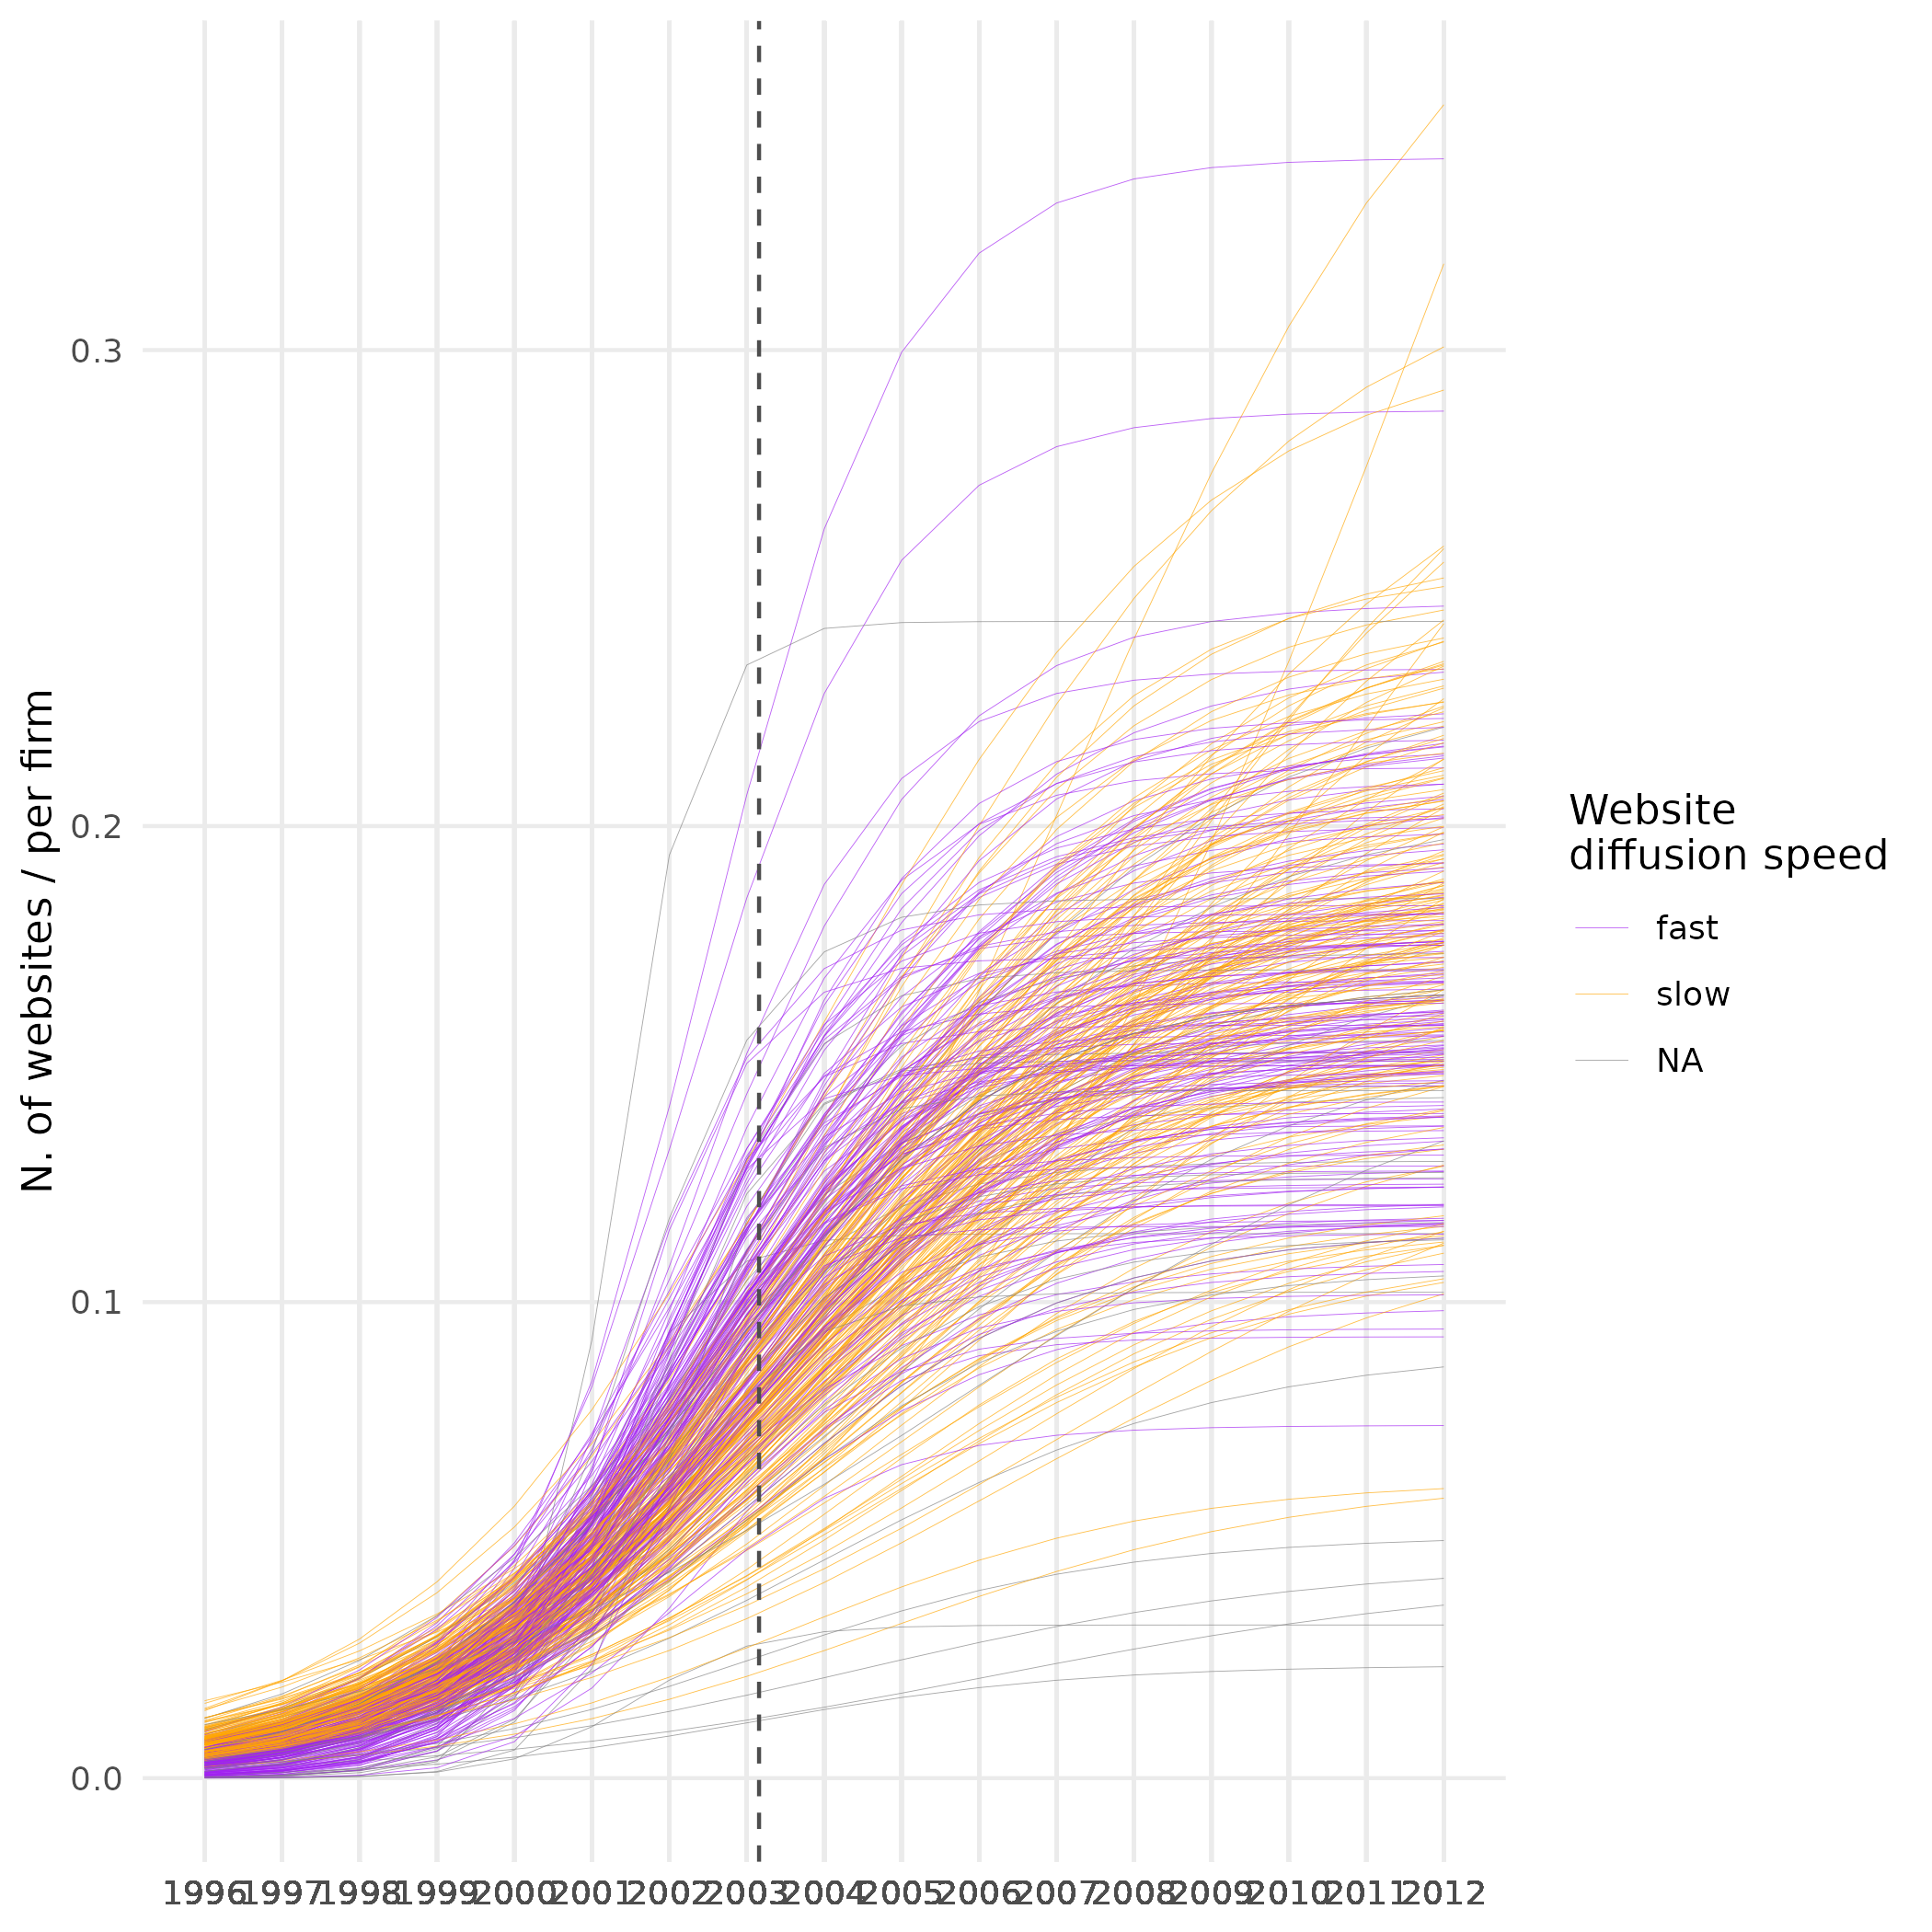 N. of websites / per firm
0.3
0.2
0.1
0.0
1996 1997 1998 1999 2000 2001 2002 2003 2004 2005 2006 2007 2008 2009 2010 2011 2012
Website
diffusion speed
fast
slow
NA